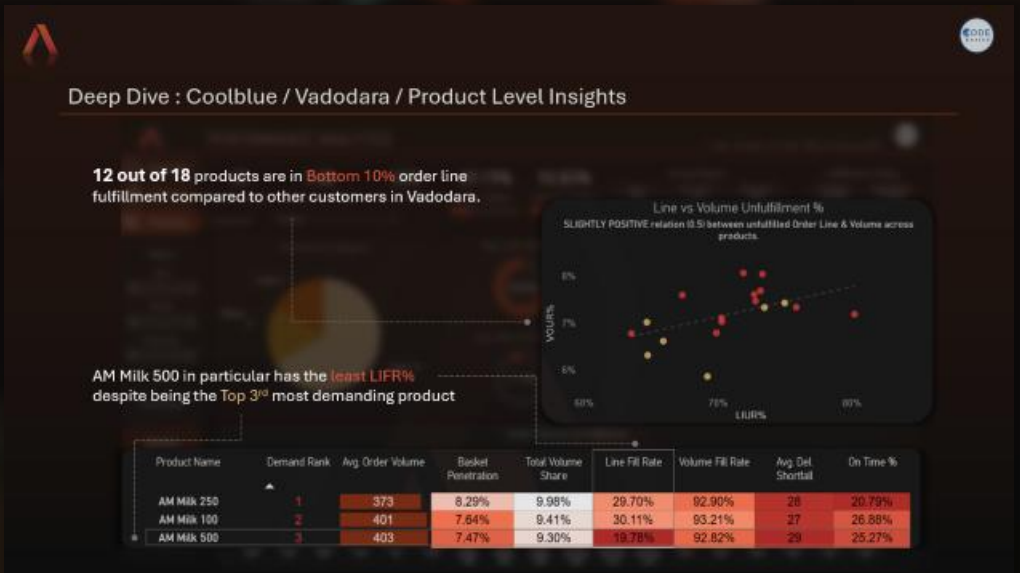 CODE
Deep Dive : Coolblue / Vadodara / Product Level Insights
12 out of 18 products are in Bottom 10% order line
fulfillment compared to other customers in Vadodara.
Line vs Volume Unfulfillment %
SLIGHTLY POSITIVE relation (0.5) between unfulfilled Order Line & Volume across
products.
8%
7%
6%
VOUR%
60%
70%
80%
LIUR%
AM Milk 500 in particular has the least LIFR%
despite being the Top 3rd most demanding product
Product Name Demand Rank Avg. Order Volume Basket Penetration Total Volume Share Line Fill Rate Volume Fill Rate Avg. Del. Shortfall On Time %
AM Milk 250 1 373 8.29% 9.98% 29.70% 92.90% 28 20.79%
AM Milk 100 2 401 7.64% 9.41% 30.11% 93.21% 27 26.88%
AM Milk 500 3 403 7.47% 9.30% 19.78% 92.82% 29 25.27%